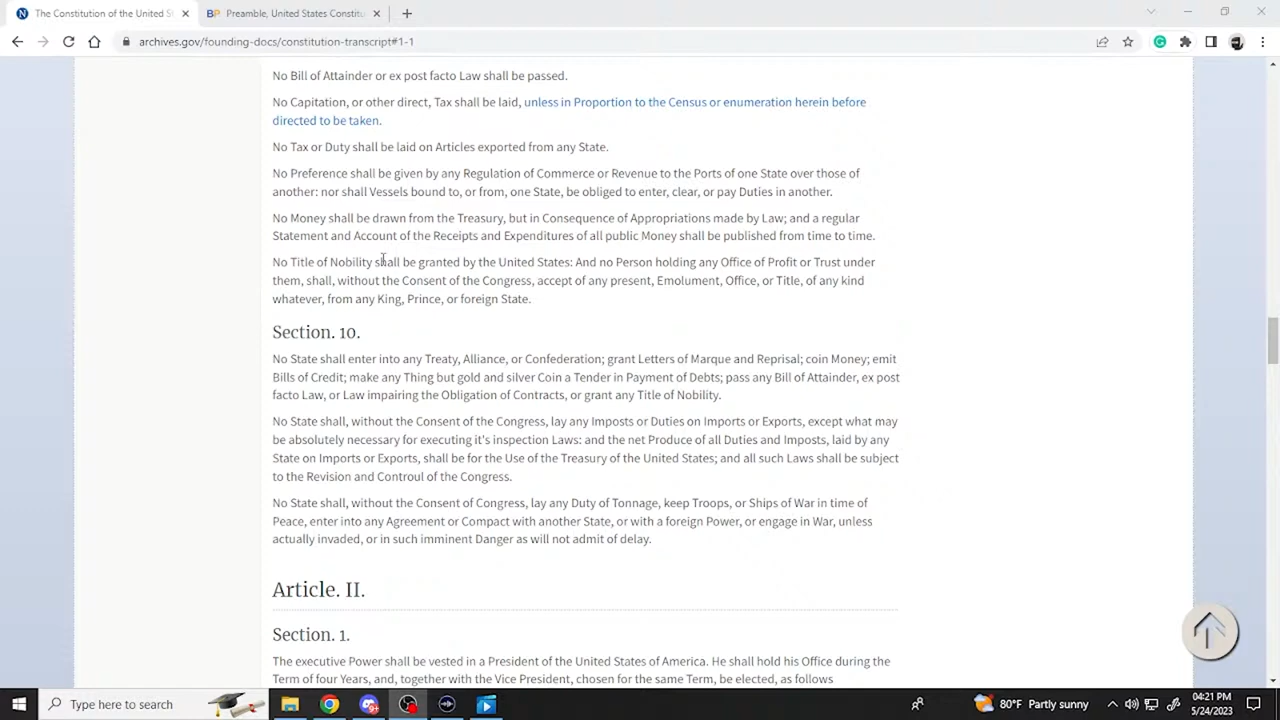 The Constitution of the United S
Preamble, United States Constitu
archives.gov/founding-docs/constitution-transcript#1-1
No Bill of Attainder or ex post facto Law shall be passed.
No Capitation, or other direct, Tax shall be laid, unless in Proportion to the Census or enumeration herein before
directed to be taken.
No Tax or Duty shall be laid on Articles exported from any State.
No Preference shall be given by any Regulation of Commerce or Revenue to the Ports of one State over those of
another: nor shall Vessels bound to, or from, one State, be obliged to enter, clear, or pay Duties in another.
No Money shall be drawn from the Treasury, but in Consequence of Appropriations made by Law; and a regular
Statement and Account of the Receipts and Expenditures of all public Money shall be published from time to time.
No Title of Nobility shall be granted by the United States: And no Person holding any Office of Profit or Trust under
them, shall, without the Consent of the Congress, accept of any present, Emolument, Office, or Title, of any kind
whatever, from any King, Prince, or foreign State.
Section. 10.
No State shall enter into any Treaty, Alliance, or Confederation; grant Letters of Marque and Reprisal; coin Money; emit
Bills of Credit; make any Thing but gold and silver Coin a Tender in Payment of Debts; pass any Bill of Attainder, ex post
facto Law, or Law impairing the Obligation of Contracts, or grant any Title of Nobility.
No State shall, without the Consent of the Congress, lay any Imposts or Duties on Imports or Exports, except what may
be absolutely necessary for executing it's inspection Laws: and the net Produce of all Duties and Imposts, laid by any
State on Imports or Exports, shall be for the Use of the Treasury of the United States; and all such Laws shall be subject
to the Revision and Controul of the Congress.
No State shall, without the Consent of Congress, lay any Duty of Tonnage, keep Troops, or Ships of War in time of
Peace, enter into any Agreement or Compact with another State, or with a foreign Power, or engage in War, unless
actually invaded, or in such imminent Danger as will not admit of delay.
Article. II.
Section. 1.
The executive Power shall be vested in a President of the United States of America. He shall hold his Office during the
Term of four Years, and, together with the Vice President, chosen for the same Term, be elected, as follows
Type here to search
80°F Partly sunny
04:21 PM
5/24/2023